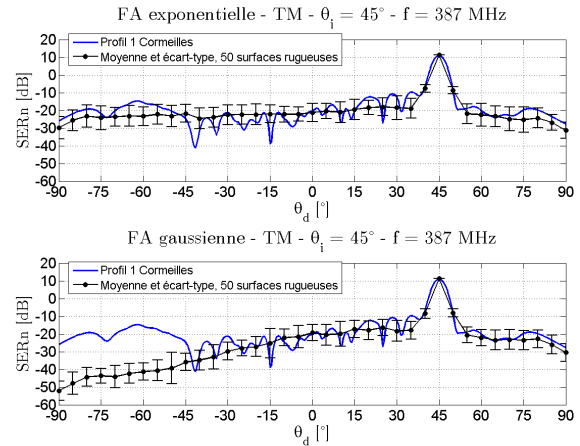 FA exponentielle - TM - θi = 45° - f = 387 MHz
20
10
0
-10
-20
-30
-40
-50
-60
SERn [dB]
Profil 1 Cormeilles
Moyenne et écart-type, 50 surfaces rugueuses
-90 -75 -60 -45 -30 -15 0 15 30 45 60 75 90
θd [°]
FA gaussienne - TM - θi = 45° - f = 387 MHz
20
10
0
-10
-20
-30
-40
-50
-60
SERn [dB]
Profil 1 Cormeilles
Moyenne et écart-type, 50 surfaces rugueuses
-90 -75 -60 -45 -30 -15 0 15 30 45 60 75 90
θd [°]